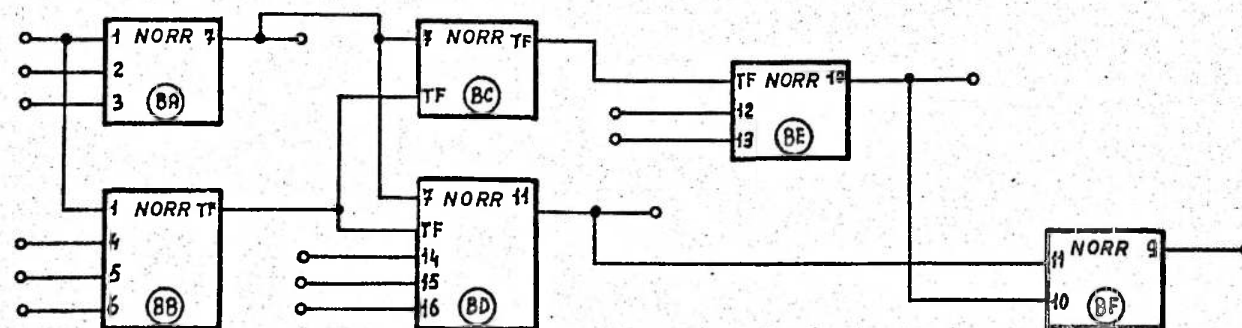 1 NORR 7
2
3 BA
7 NORR TF
TF BC
TF NORR 10
12
13 BE
1 NORR TF
4
5
6 BB
7 NORR 11
TF
14
15
16 BD
11 NORR 9
10 BF